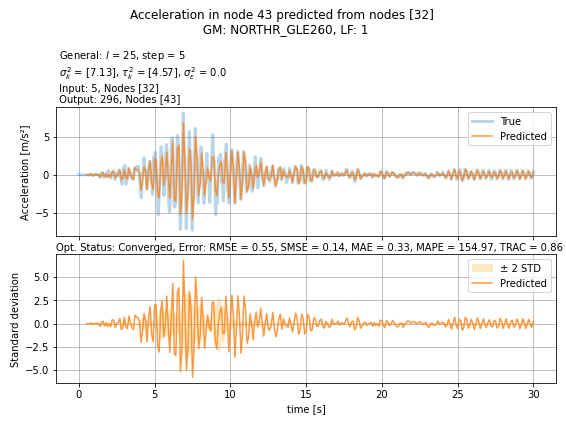 Acceleration in node 43 predicted from nodes [32]
GM: NORTHR_GLE260, LF: 1
General: l = 25, step = 5
σ²ₖ = [7.13], τ²ₖ = [4.57], σ²ε = 0.0
Input: 5, Nodes [32]
Output: 296, Nodes [43]
Acceleration [m/s²]
5
0
−5
True
Predicted
Opt. Status: Converged, Error: RMSE = 0.55, SMSE = 0.14, MAE = 0.33, MAPE = 154.97, TRAC = 0.86
Standard deviation
5.0
2.5
0.0
−2.5
−5.0
± 2 STD
Predicted
0 5 10 15 20 25 30
time [s]